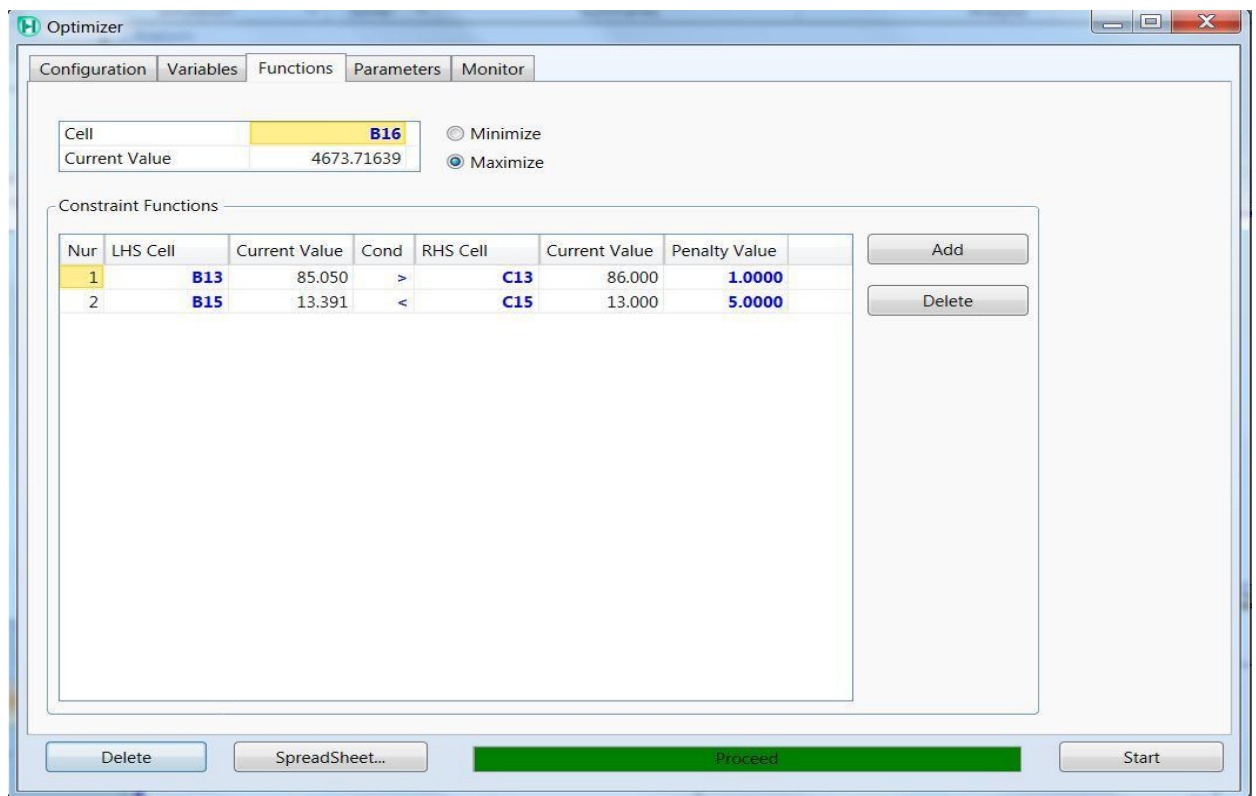 Optimizer
Configuration Variables Functions Parameters Monitor
Cell B16 Minimize
Current Value 4673.71639 Maximize
Constraint Functions
Nur LHS Cell Current Value Cond RHS Cell Current Value Penalty Value Add
1 B13 85.050 > C13 86.000 1.0000
2 B15 13.391 < C15 13.000 5.0000 Delete
Delete SpreadSheet... Proceed Start